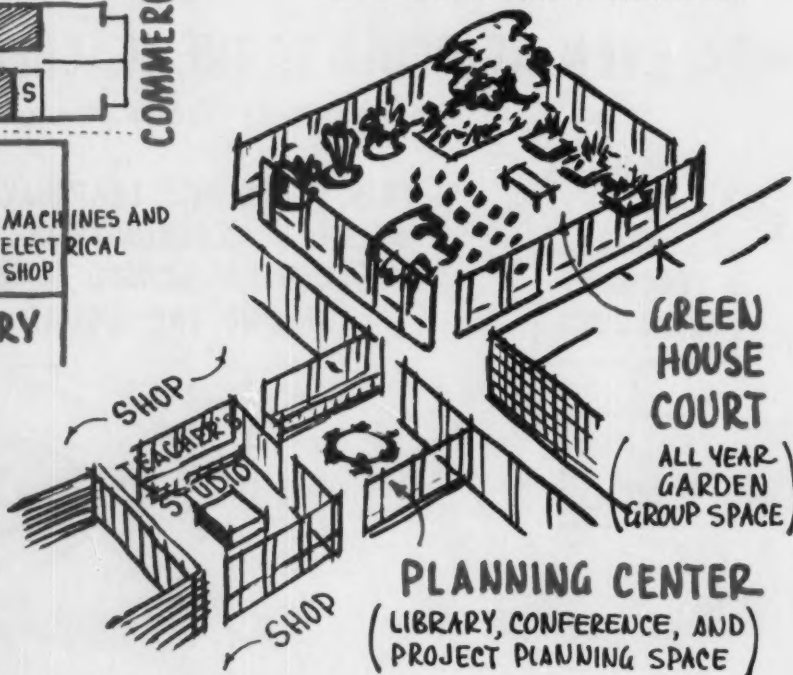 S
COMMERC
MACHINES AND
ELECTRICAL
SHOP
RY
GREEN
HOUSE
COURT
(ALL YEAR
GARDEN
GROUP SPACE)
SHOP
TEACHER'S
STUDIO
SHOP
PLANNING CENTER
(LIBRARY, CONFERENCE, AND
PROJECT PLANNING SPACE)